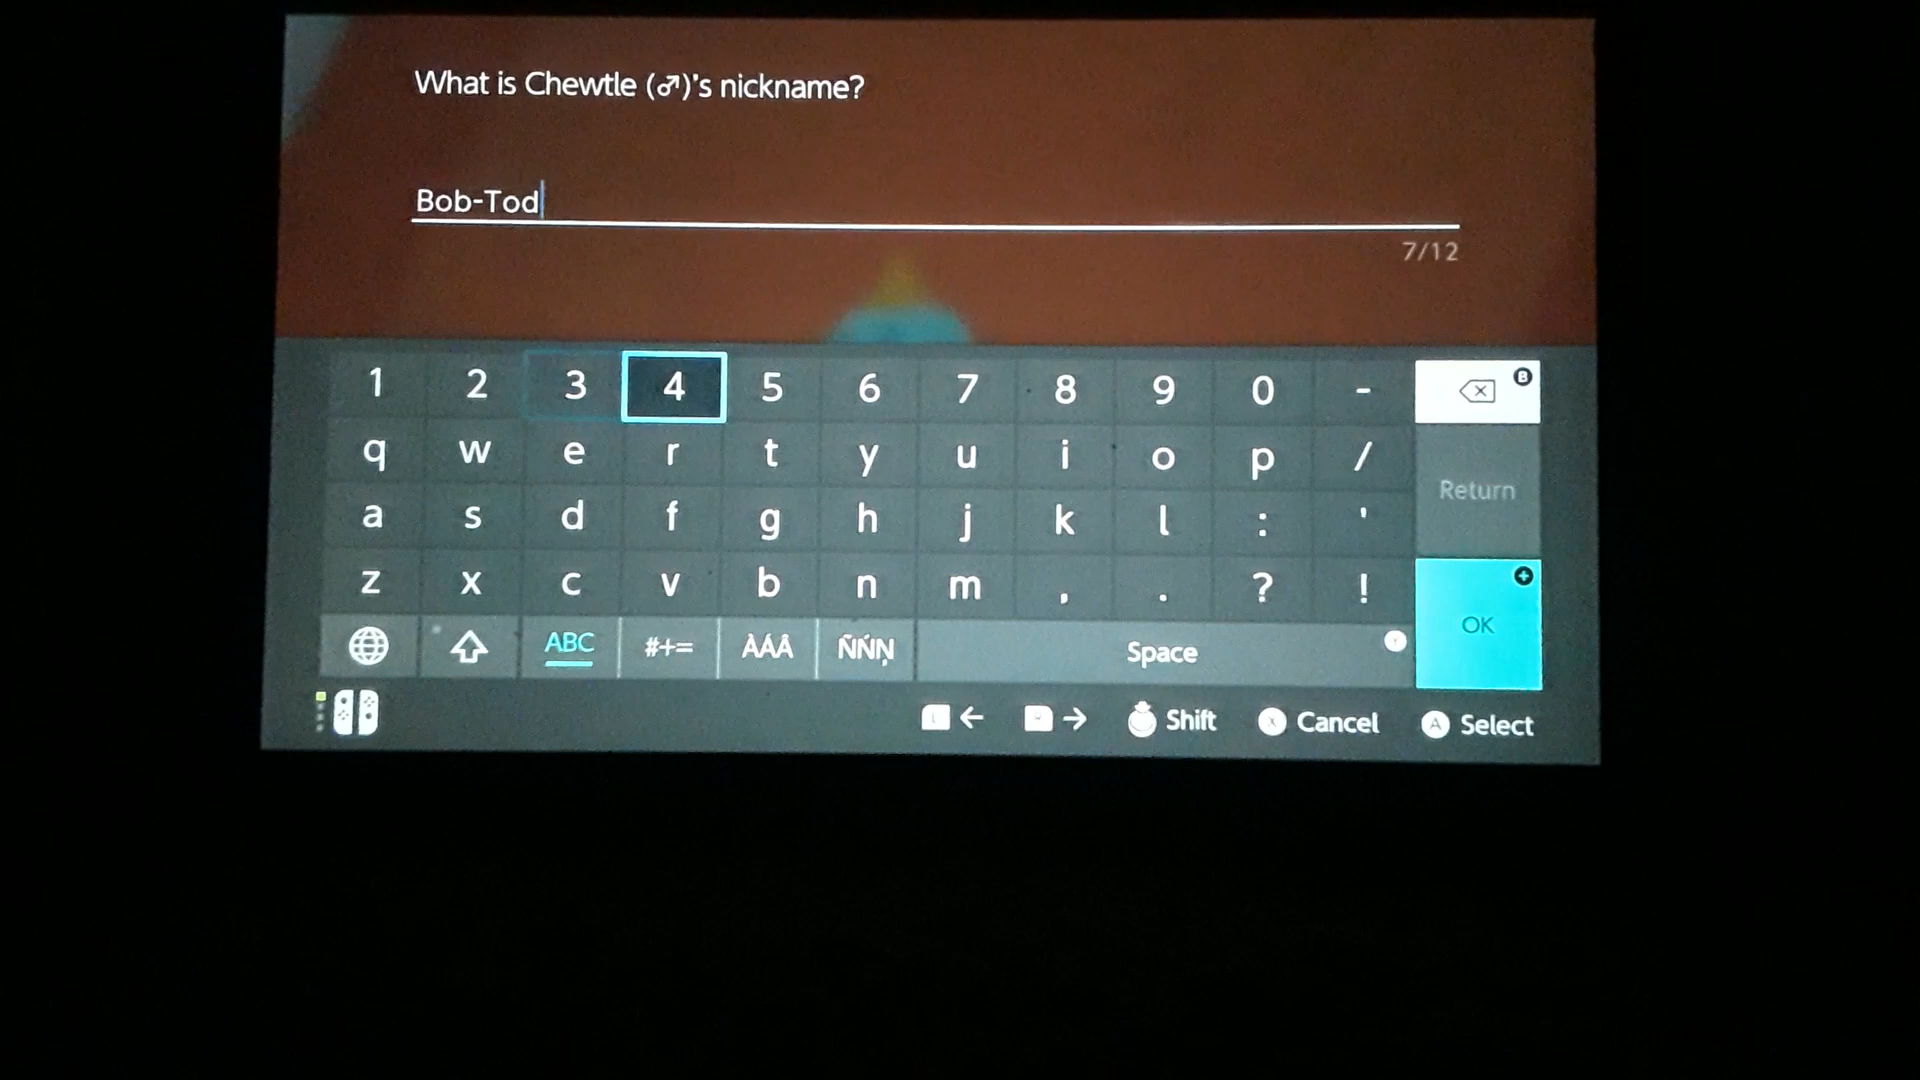 What is Chewtle (♂)'s nickname?
Bob-Tod
7/12
1 2 3 4 5 6 7 8 9 0 - B
q w e r t y u i o p /
Return
a s d f g h j k l : '
z x c v b n m , . ? !
OK
ABC #+= ÀÁÂ ÑŃŅ Space
Shift X Cancel A Select